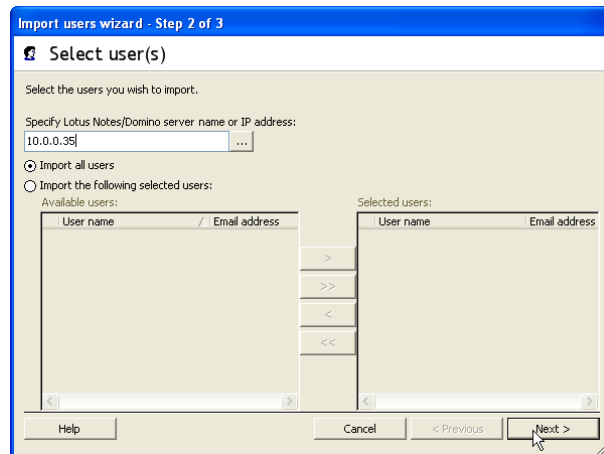 Import users wizard - Step 2 of 3
Select user(s)
Select the users you wish to import.
Specify Lotus Notes/Domino server name or IP address:
10.0.0.35
...
Import all users
Import the following selected users:
Available users:
Selected users:
User name / Email address
User name Email address
>
>>
<
<<
Help
Cancel
< Previous
Next >